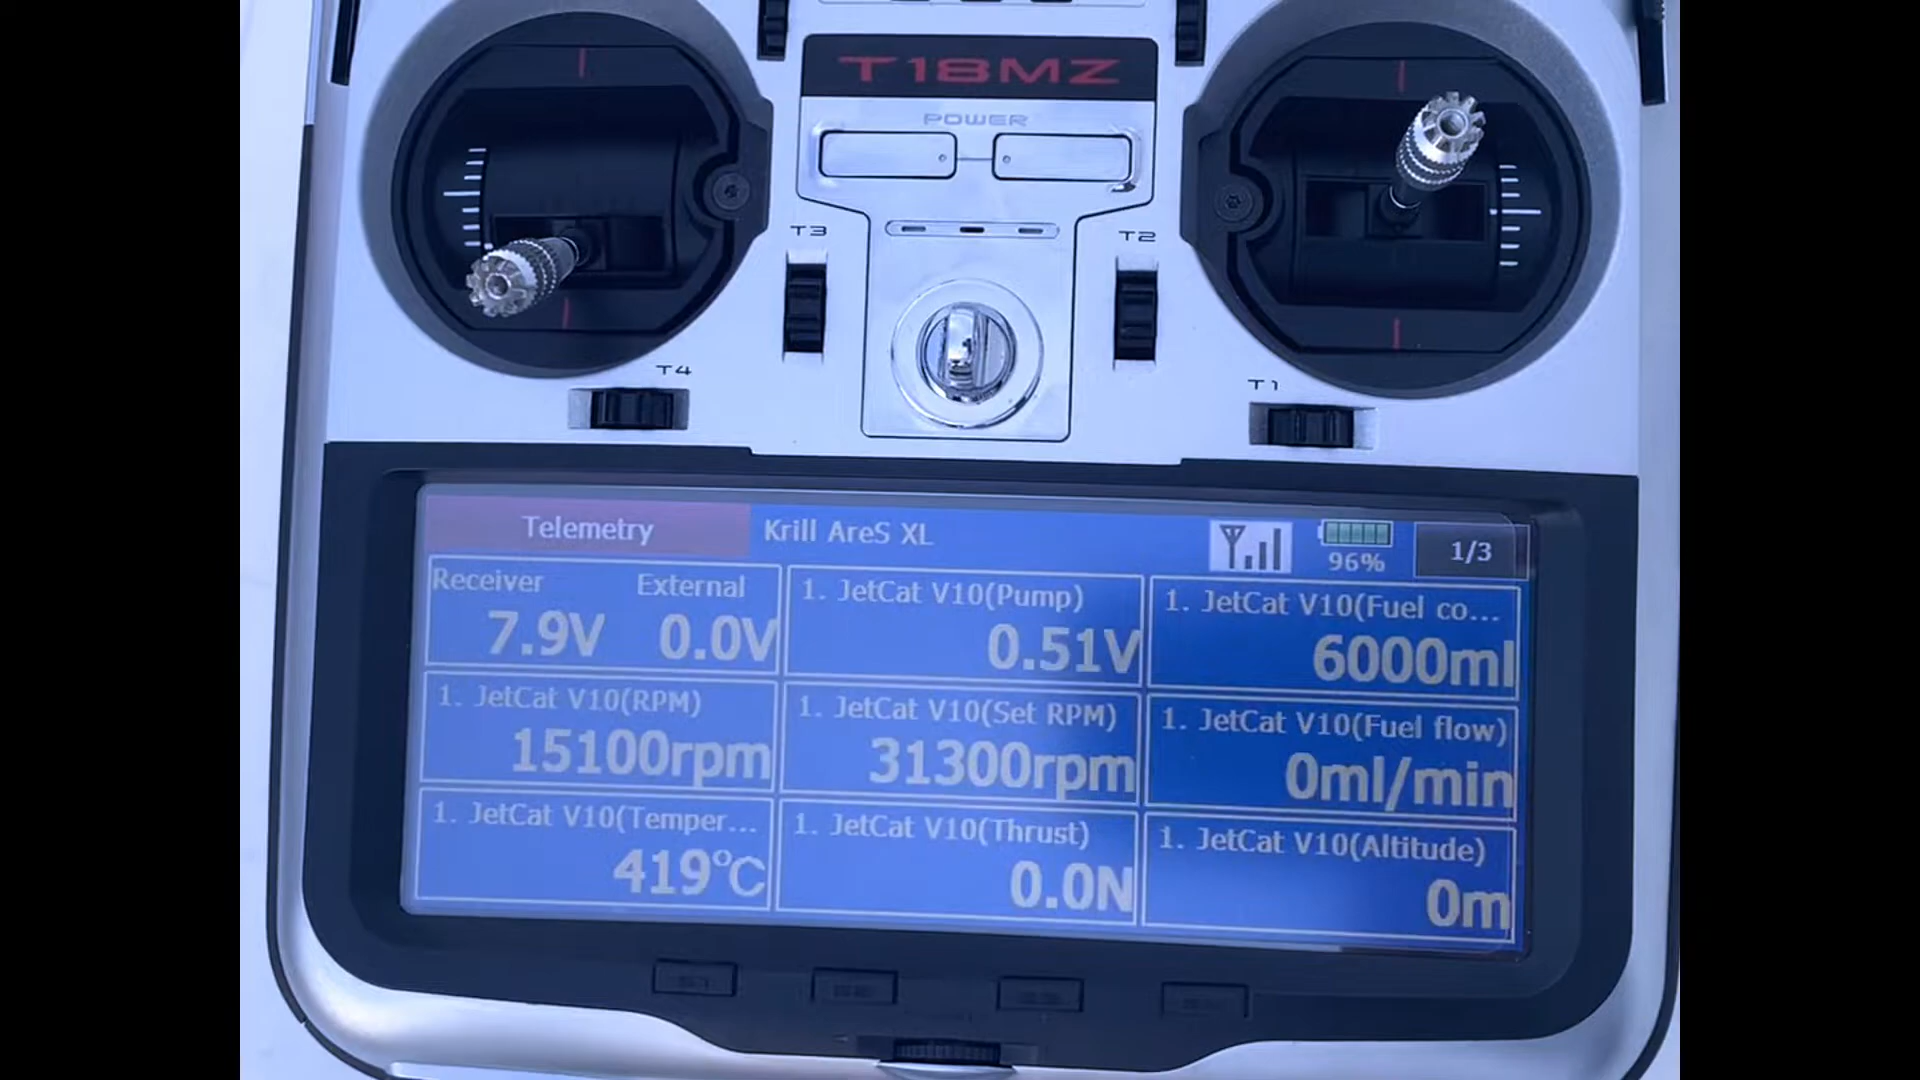 T18MZ
POWER
T3
T2
T4
T1
Telemetry
Krill AreS XL
96%
1/3
Receiver External
7.9V 0.0V
1. JetCat V10(Pump)
0.51V
1. JetCat V10(Fuel co...
6000ml
1. JetCat V10(RPM)
15100rpm
1. JetCat V10(Set RPM)
31300rpm
1. JetCat V10(Fuel flow)
0ml/min
1. JetCat V10(Temper...
419°C
1. JetCat V10(Thrust)
0.0N
1. JetCat V10(Altitude)
0m